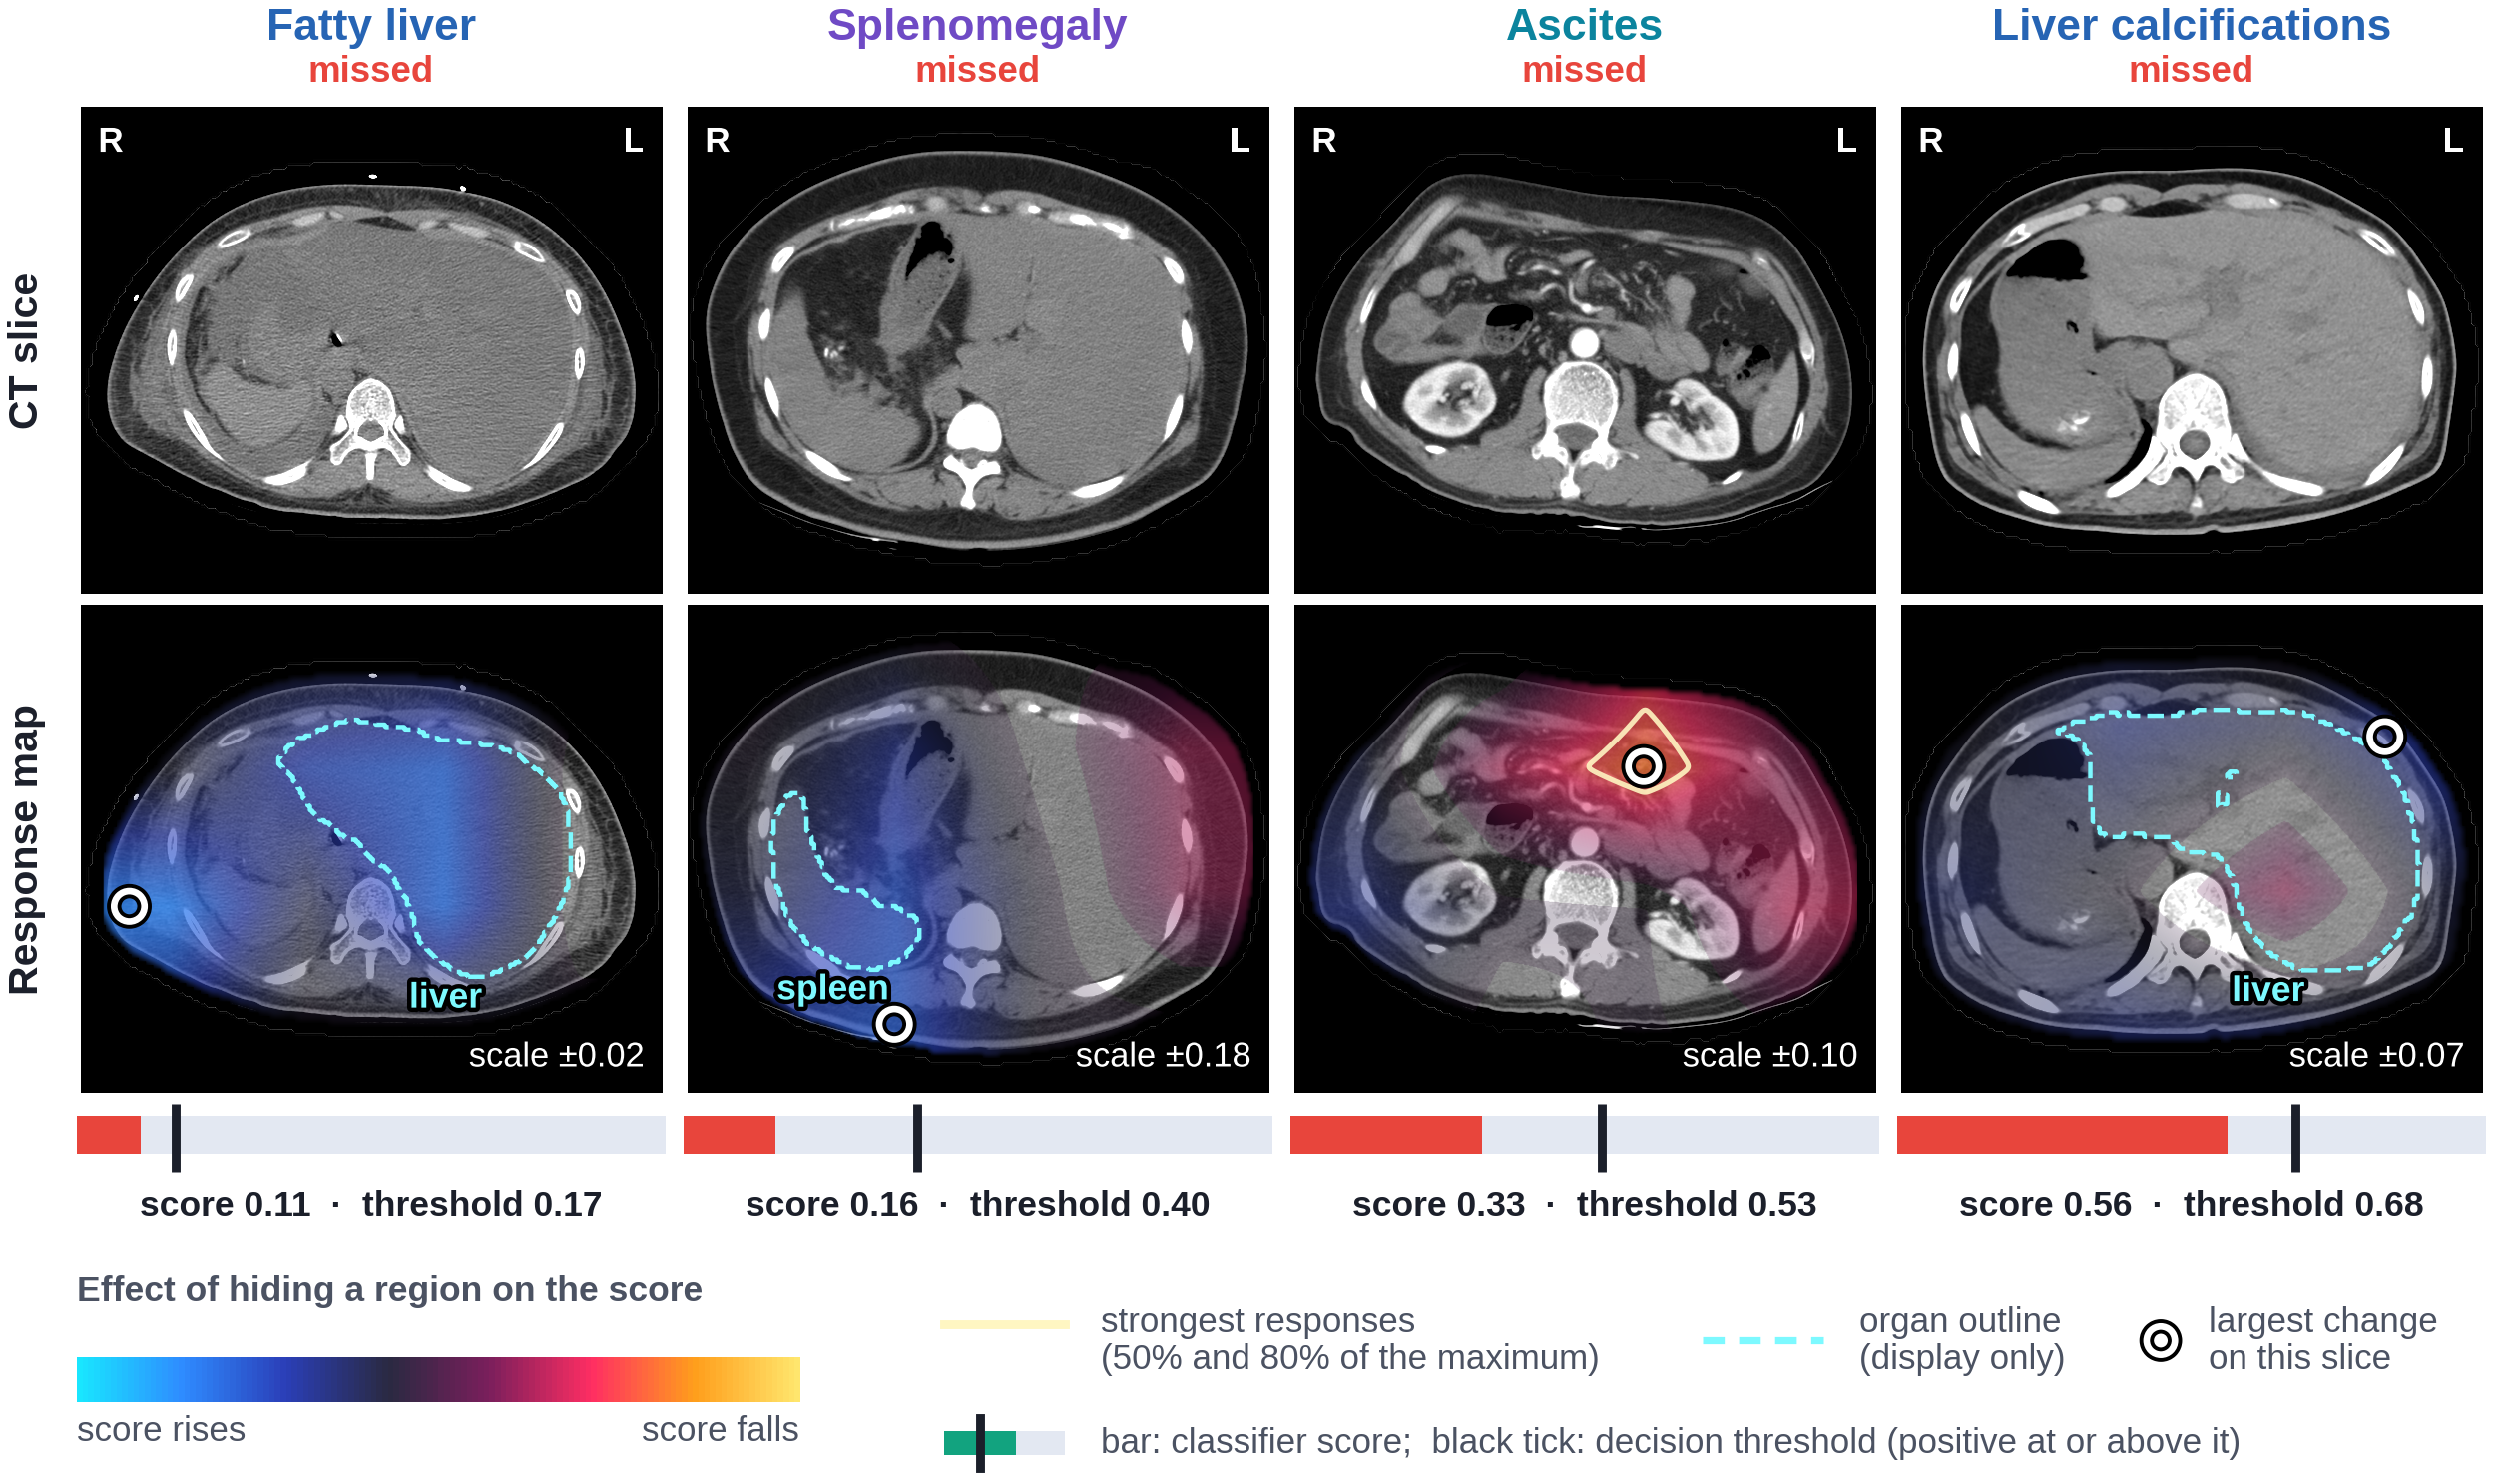 Fatty liver
missed
Splenomegaly
missed
Ascites
missed
Liver calcifications
missed
CT slice
R L
R L
R L
R L
Response map
liver
scale ±0.02
spleen
scale ±0.18
scale ±0.10
liver
scale ±0.07
score 0.11 · threshold 0.17
score 0.16 · threshold 0.40
score 0.33 · threshold 0.53
score 0.56 · threshold 0.68
Effect of hiding a region on the score
score rises
score falls
strongest responses
(50% and 80% of the maximum)
organ outline
(display only)
largest change
on this slice
bar: classifier score; black tick: decision threshold (positive at or above it)